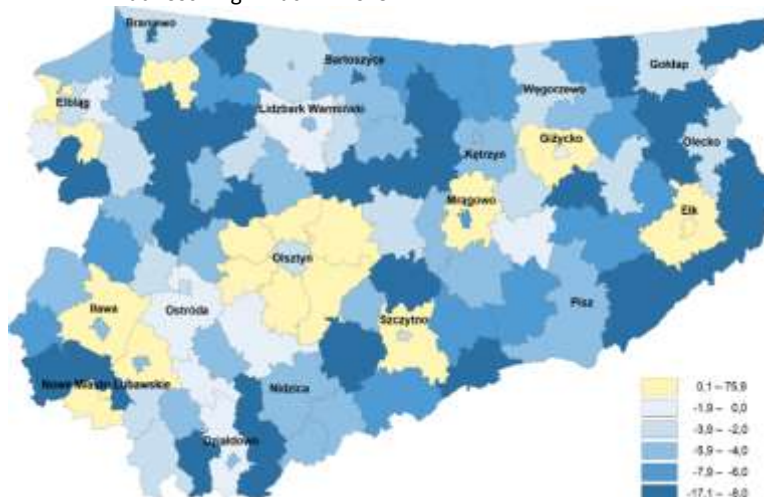 Braniewo
Bartoszyce
Gołdap
Węgorzewo
Elbląg
Lidzbark Warmiński
Giżycko
Olecko
Kętrzyn
Mrągowo
Ełk
Olsztyn
Iława
Ostróda
Pisz
Szczytno
Nowe Miasto Lubawskie
Nidzica
Działdowo
0,1 – 75,9
-1,9 – 0,0
-3,9 – -2,0
-5,9 – -4,0
-7,9 – -6,0
-17,1 – -8,0